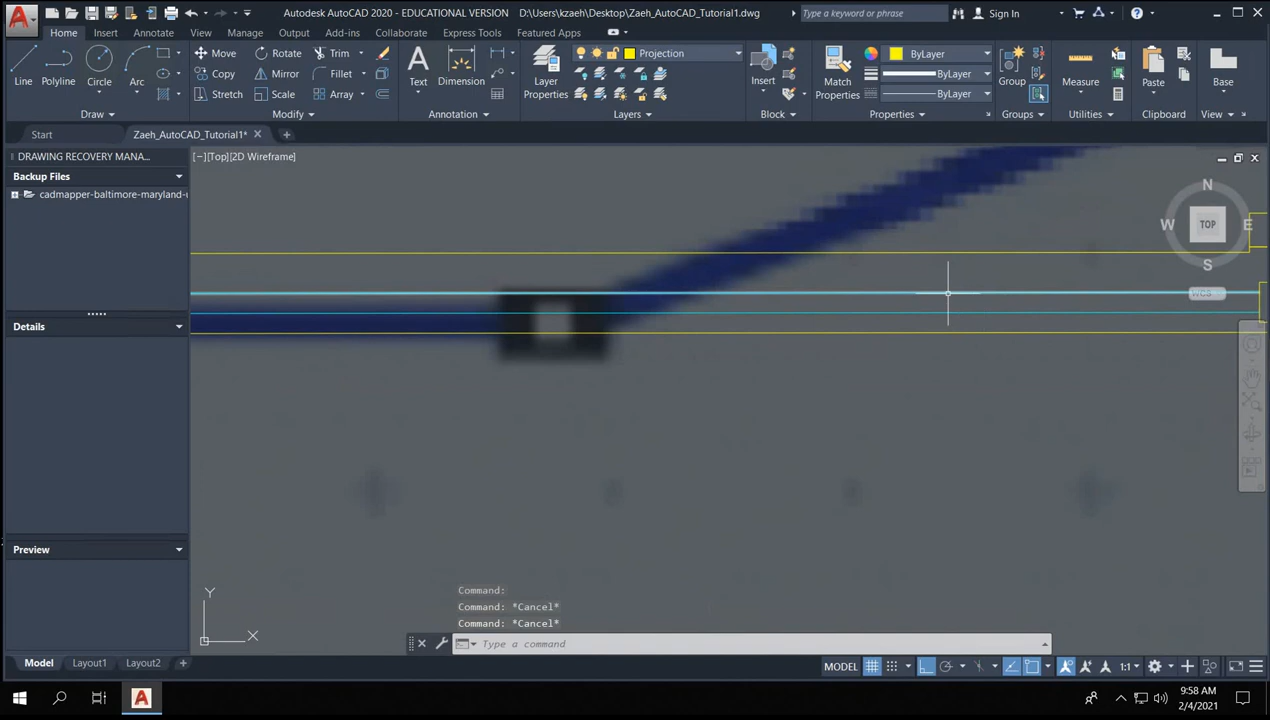 Autodesk AutoCAD 2020 - EDUCATIONAL VERSION D:\Users\kzaeh\Desktop\Zaeh_AutoCAD_Tutorial1.dwg
Type a keyword or phrase
Sign In
Home Insert Annotate View Manage Output Add-ins Collaborate Express Tools Featured Apps
Line Polyline Circle Arc
Move Rotate Trim
Copy Mirror Fillet
Stretch Scale Array
Text Dimension
Layer Properties
Projection
Insert
Match Properties
ByLayer
ByLayer
ByLayer
Group
Measure
Paste
Base
Draw Modify Annotation Layers Block Properties Groups Utilities Clipboard View
Start Zaeh_AutoCAD_Tutorial1*
DRAWING RECOVERY MANA...
[−][Top][2D Wireframe]
Backup Files
cadmapper-baltimore-maryland-u
N
W TOP E
S
WCS
Details
Preview
Y
X
Command:
Command: *Cancel*
Command: *Cancel*
Type a command
Model Layout1 Layout2
MODEL 1:1
9:58 AM
2/4/2021